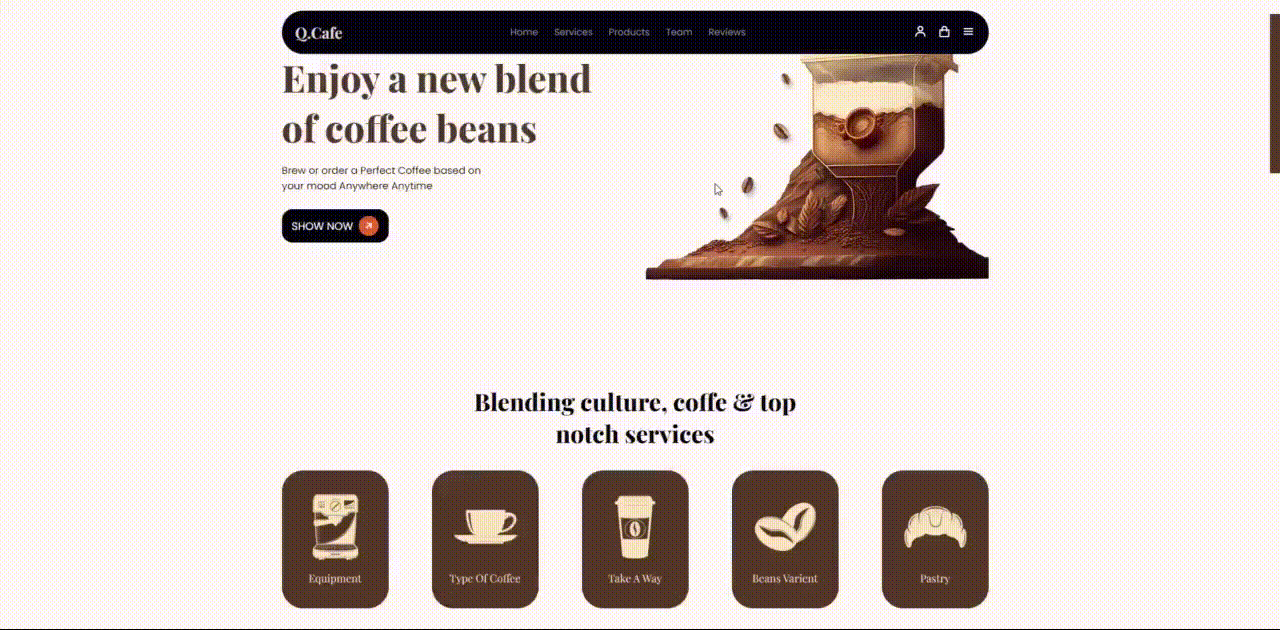 Q.Cafe
Home Services Products Team Reviews
Enjoy a new blend
of coffee beans
Brew or order a Perfect Coffee based on
your mood Anywhere Anytime
SHOW NOW
Blending culture, coffe & top
notch services
Equipment
Type Of Coffee
Take A Way
Beans Varient
Pastry